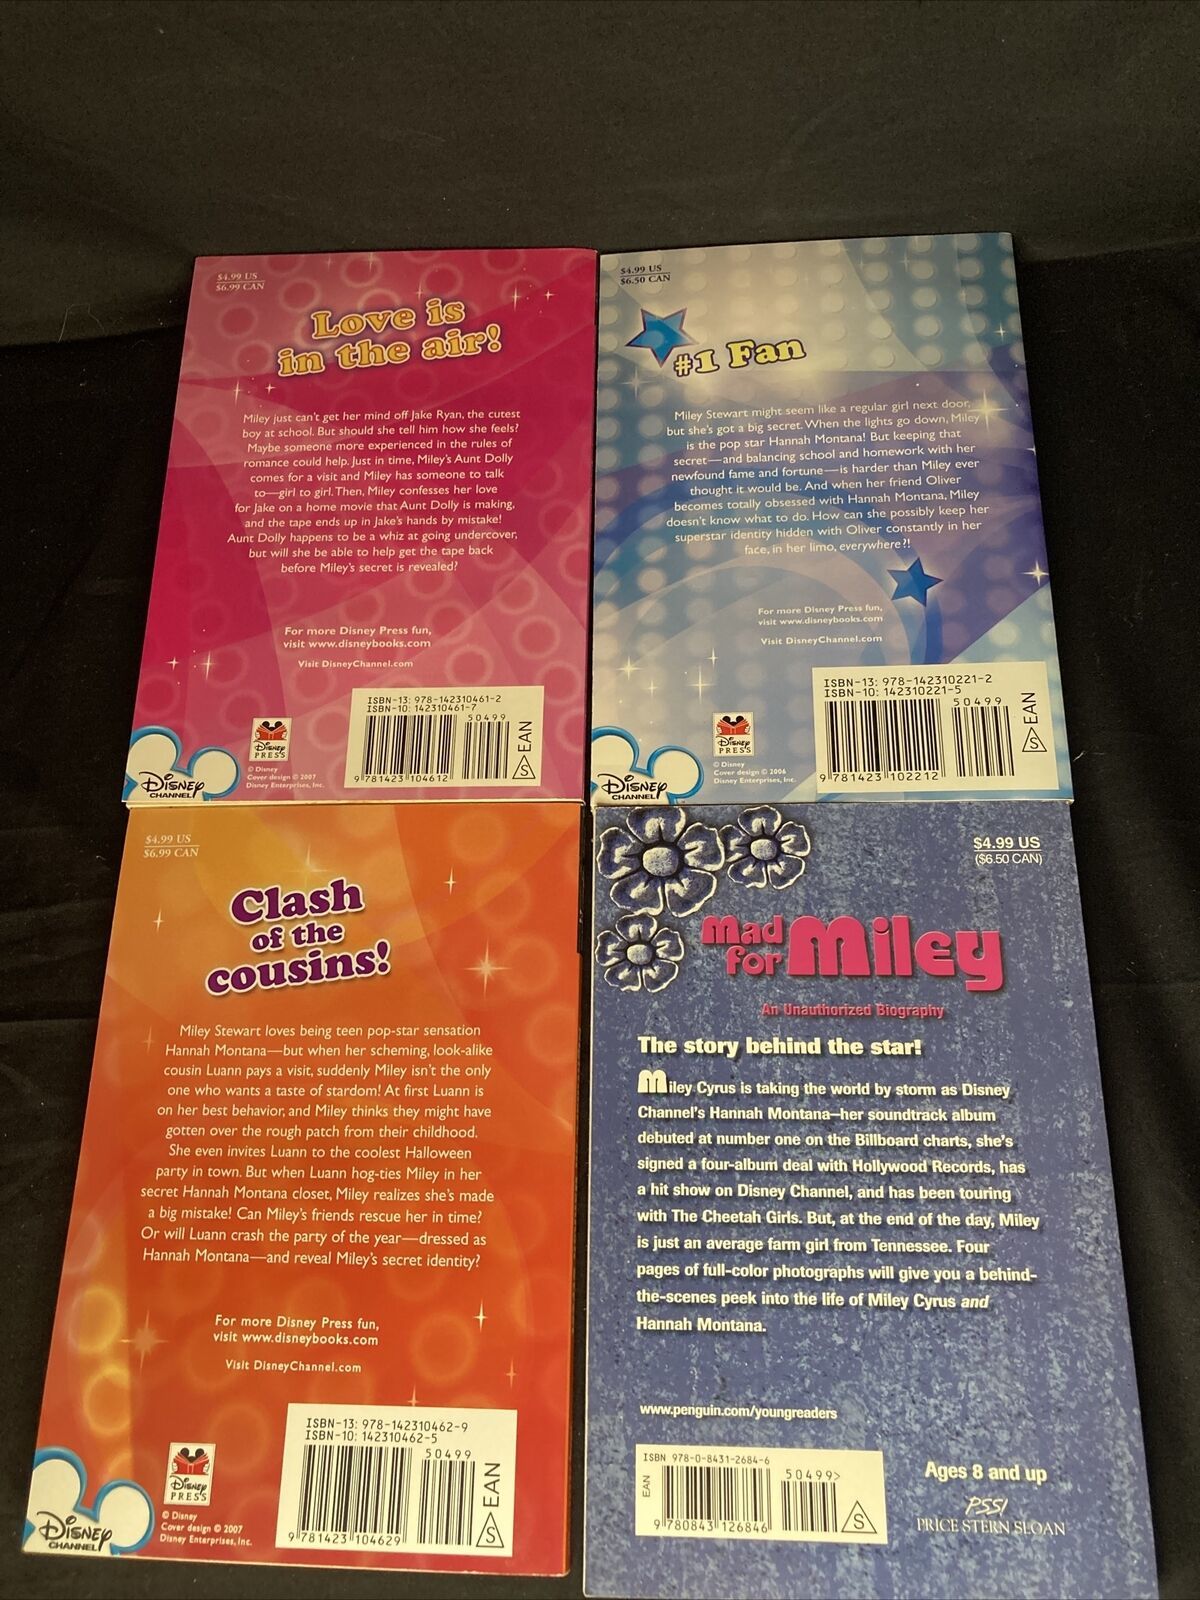 $4.99 US
$6.99 CAN
Love is
in the air!
Miley just can't get her mind off Jake Ryan, the cutest
boy at school. But should she tell him how she feels?
Maybe someone more experienced in the rules of
romance could help. Just in time, Miley's Aunt Dolly
comes for a visit and Miley has someone to talk
to—girl to girl. Then, Miley confesses her love
for Jake on a home movie that Aunt Dolly is making,
and the tape ends up in Jake's hands by mistake!
Aunt Dolly happens to be a whiz at going undercover,
but will she be able to help get the tape back
before Miley's secret is revealed?
For more Disney Press fun,
visit www.disneybooks.com
Visit DisneyChannel.com
ISBN-13: 978-142310461-2
ISBN-10: 142310461-7
50499
EAN
S
9 781423 104612
Disney
PRESS
© Disney
Cover design © 2007
Disney Enterprises, Inc.
Disney
CHANNEL
$4.99 US
$6.50 CAN
#1 Fan
Miley Stewart might seem like a regular girl next door,
but she's got a big secret. When the lights go down, Miley
is the pop star Hannah Montana! But keeping that
secret—and balancing school and homework with her
newfound fame and fortune—is harder than Miley ever
thought it would be. And when her friend Oliver
becomes totally obsessed with Hannah Montana, Miley
doesn't know what to do. How can she possibly keep her
superstar identity hidden with Oliver constantly in her
face, in her limo, everywhere?!
For more Disney Press fun,
visit www.disneybooks.com
Visit DisneyChannel.com
ISBN-13: 978-142310221-2
ISBN-10: 142310221-5
50499
EAN
S
9 781423 102212
Disney
PRESS
© Disney
Cover design © 2006
Disney Enterprises, Inc.
Disney
CHANNEL
$4.99 US
$6.99 CAN
Clash
of the
cousins!
Miley Stewart loves being teen pop-star sensation
Hannah Montana—but when her scheming, look-alike
cousin Luann pays a visit, suddenly Miley isn't the only
one who wants a taste of stardom! At first Luann is
on her best behavior, and Miley thinks they might have
gotten over the rough patch from their childhood.
She even invites Luann to the coolest Halloween
party in town. But when Luann hog-ties Miley in her
secret Hannah Montana closet, Miley realizes she's made
a big mistake! Can Miley's friends rescue her in time?
Or will Luann crash the party of the year—dressed as
Hannah Montana—and reveal Miley's secret identity?
For more Disney Press fun,
visit www.disneybooks.com
Visit DisneyChannel.com
ISBN-13: 978-142310462-9
ISBN-10: 142310462-5
50499
EAN
S
9 781423 104629
Disney
PRESS
© Disney
Cover design © 2007
Disney Enterprises, Inc.
Disney
CHANNEL
$4.99 US
($6.50 CAN)
Mad
for Miley
An Unauthorized Biography
The story behind the star!
Miley Cyrus is taking the world by storm as Disney
Channel's Hannah Montana—her soundtrack album
debuted at number one on the Billboard charts, she's
signed a four-album deal with Hollywood Records, has
a hit show on Disney Channel, and has been touring
with The Cheetah Girls. But, at the end of the day, Miley
is just an average farm girl from Tennessee. Four
pages of full-color photographs will give you a behind-
the-scenes peek into the life of Miley Cyrus and
Hannah Montana.
www.penguin.com/youngreaders
ISBN 978-0-8431-2684-6
50499>
EAN
S
9 780843 126846
Ages 8 and up
PSS!
PRICE STERN SLOAN